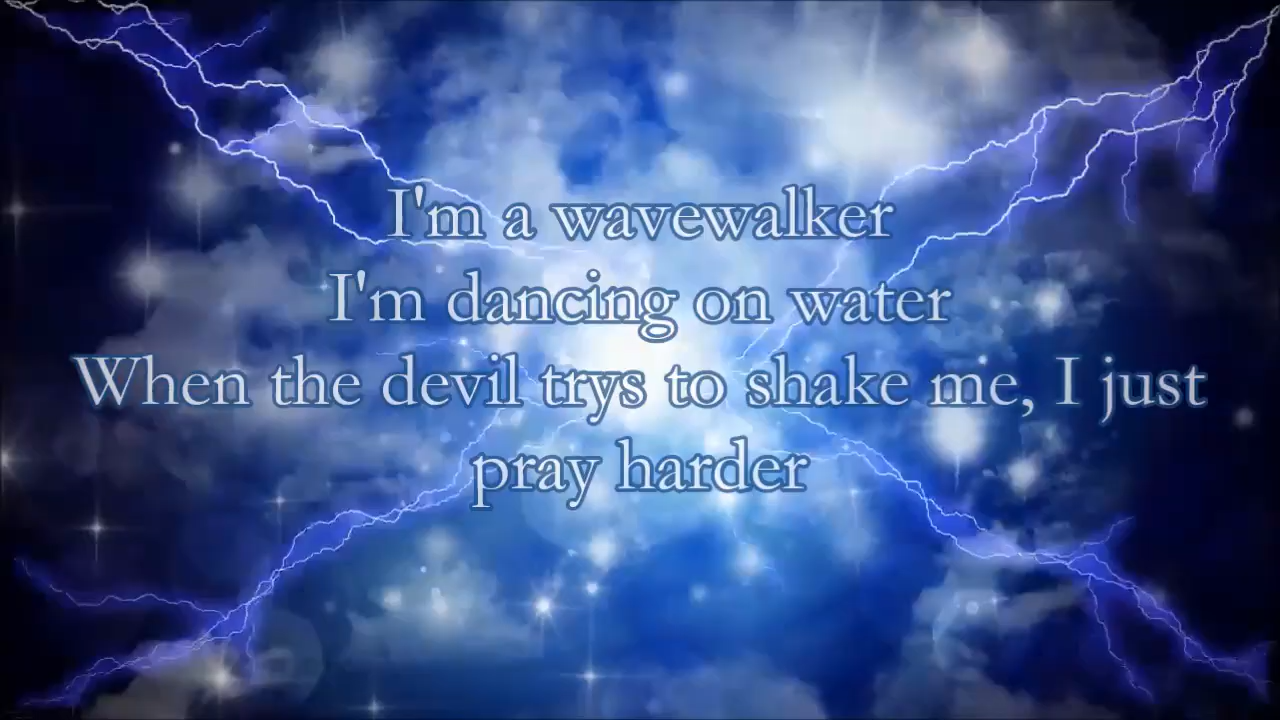 I'm a wavewalker
I'm dancing on water
When the devil trys to shake me, I just
pray harder